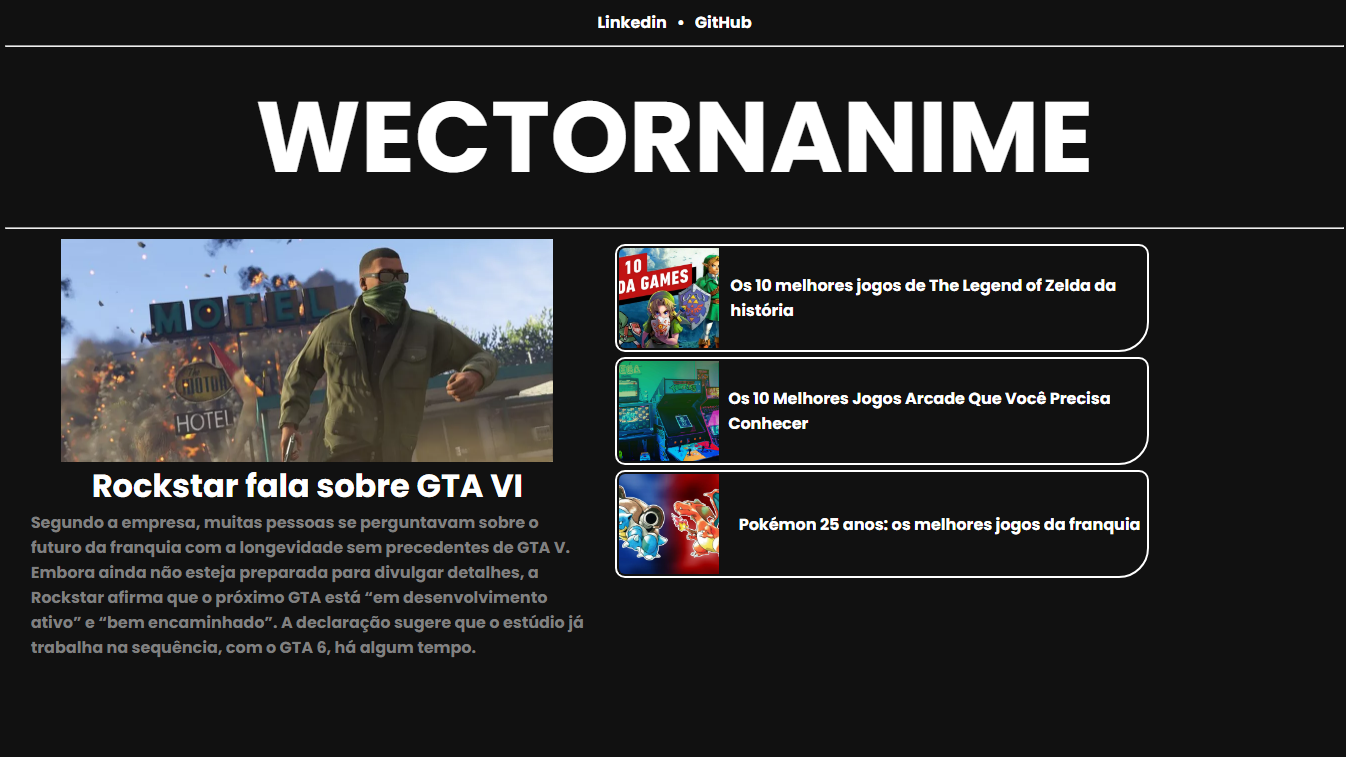 Linkedin • GitHub
WECTORNANIME
MOTEL
HOTEL
Rockstar fala sobre GTA VI
Segundo a empresa, muitas pessoas se perguntavam sobre o
futuro da franquia com a longevidade sem precedentes de GTA V.
Embora ainda não esteja preparada para divulgar detalhes, a
Rockstar afirma que o próximo GTA está “em desenvolvimento
ativo” e “bem encaminhado”. A declaração sugere que o estúdio já
trabalha na sequência, com o GTA 6, há algum tempo.
10
DA GAMES
Os 10 melhores jogos de The Legend of Zelda da
história
Os 10 Melhores Jogos Arcade Que Você Precisa
Conhecer
Pokémon 25 anos: os melhores jogos da franquia